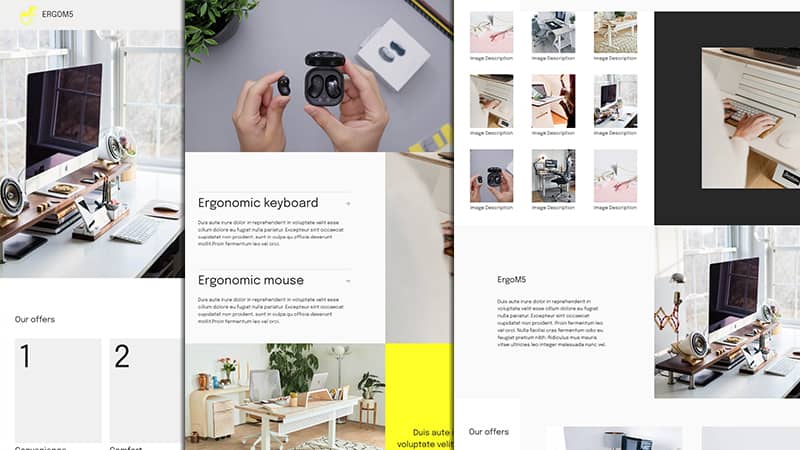 ERGOM5
Our offers
1
2
Convenience
Comfort
Ergonomic keyboard
Duis aute irure dolor in reprehenderit in voluptate velit esse
cillum dolore eu fugiat nulla pariatur. Excepteur sint occaecat
cupidatat non proident, sunt in culpa qu officia deserunt
mollit.Proin fermentum leo vel orci.
Ergonomic mouse
Duis aute irure dolor in reprehenderit in voluptate velit esse
cillum dolore eu fugiat nulla pariatur. Excepteur sint occaecat
cupidatat non proident, sunt in culpa qu officia deserunt
mollit.Proin fermentum leo vel orci.
Duis aute
voluptate velit
Image Description
Image Description
Image Description
Image Description
Image Description
Image Description
Image Description
Image Description
Image Description
ErgoM5
Duis aute irure dolor in reprehenderit in
voluptate velit esse cillum dolore eu fugiat
nulla pariatur. Excepteur sint occaecat
cupidatat non proident. Proin fermentum leo
vel orci. Nulla facilisi cras fermentum odio eu
feugiat pretium nibh. Ridiculus mus mauris
vitae ultricies leo integer malesuada nunc vel.
Our offers